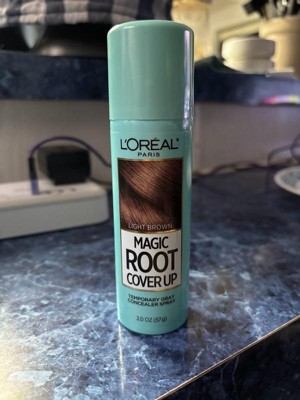 L'ORÉAL
PARIS
LIGHT BROWN
MAGIC
ROOT
COVER UP
TEMPORARY GRAY
CONCEALER SPRAY
2.0 OZ (57g)